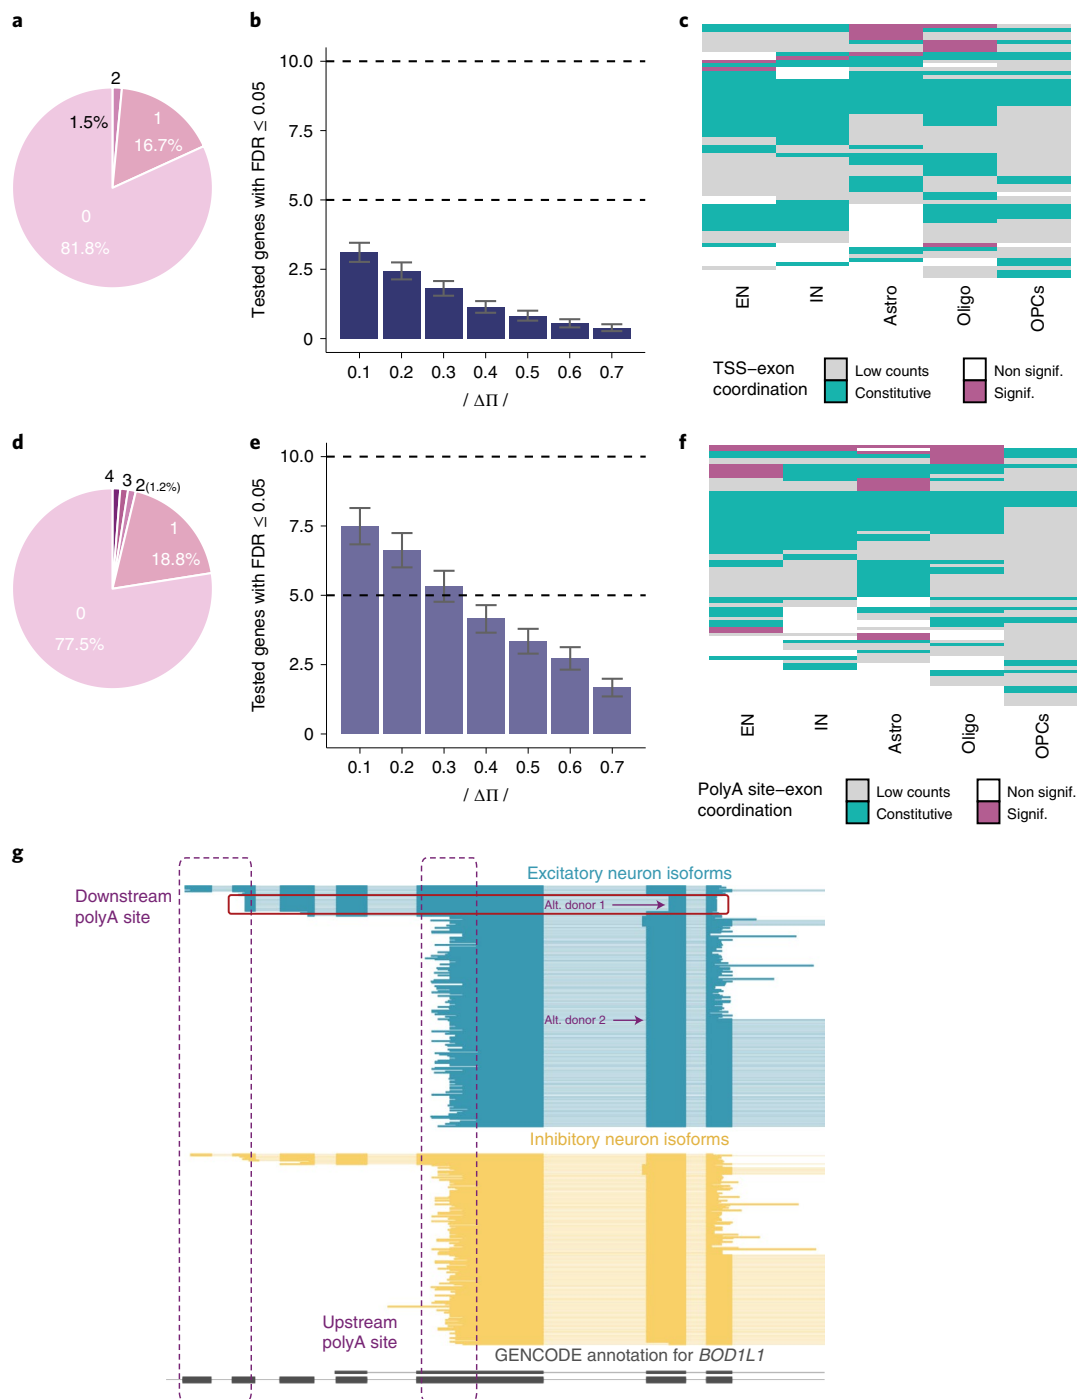 a
2
1.5%
1
16.7%
0
81.8%
b
Tested genes with FDR ≤ 0.05
10.0
7.5
5.0
2.5
0
0.1 0.2 0.3 0.4 0.5 0.6 0.7
/ ΔΠ /
c
EN IN Astro Oligo OPCs
TSS–exon coordination
Low counts
Non signif.
Constitutive
Signif.
d
4 3 2 (1.2%)
1
18.8%
0
77.5%
e
Tested genes with FDR ≤ 0.05
10.0
7.5
5.0
2.5
0
0.1 0.2 0.3 0.4 0.5 0.6 0.7
/ ΔΠ /
f
EN IN Astro Oligo OPCs
PolyA site–exon
coordination
Low counts
Non signif.
Constitutive
Signif.
g
Downstream
polyA site
Excitatory neuron isoforms
Alt. donor 1
Alt. donor 2
Inhibitory neuron isoforms
Upstream
polyA site
GENCODE annotation for BOD1L1